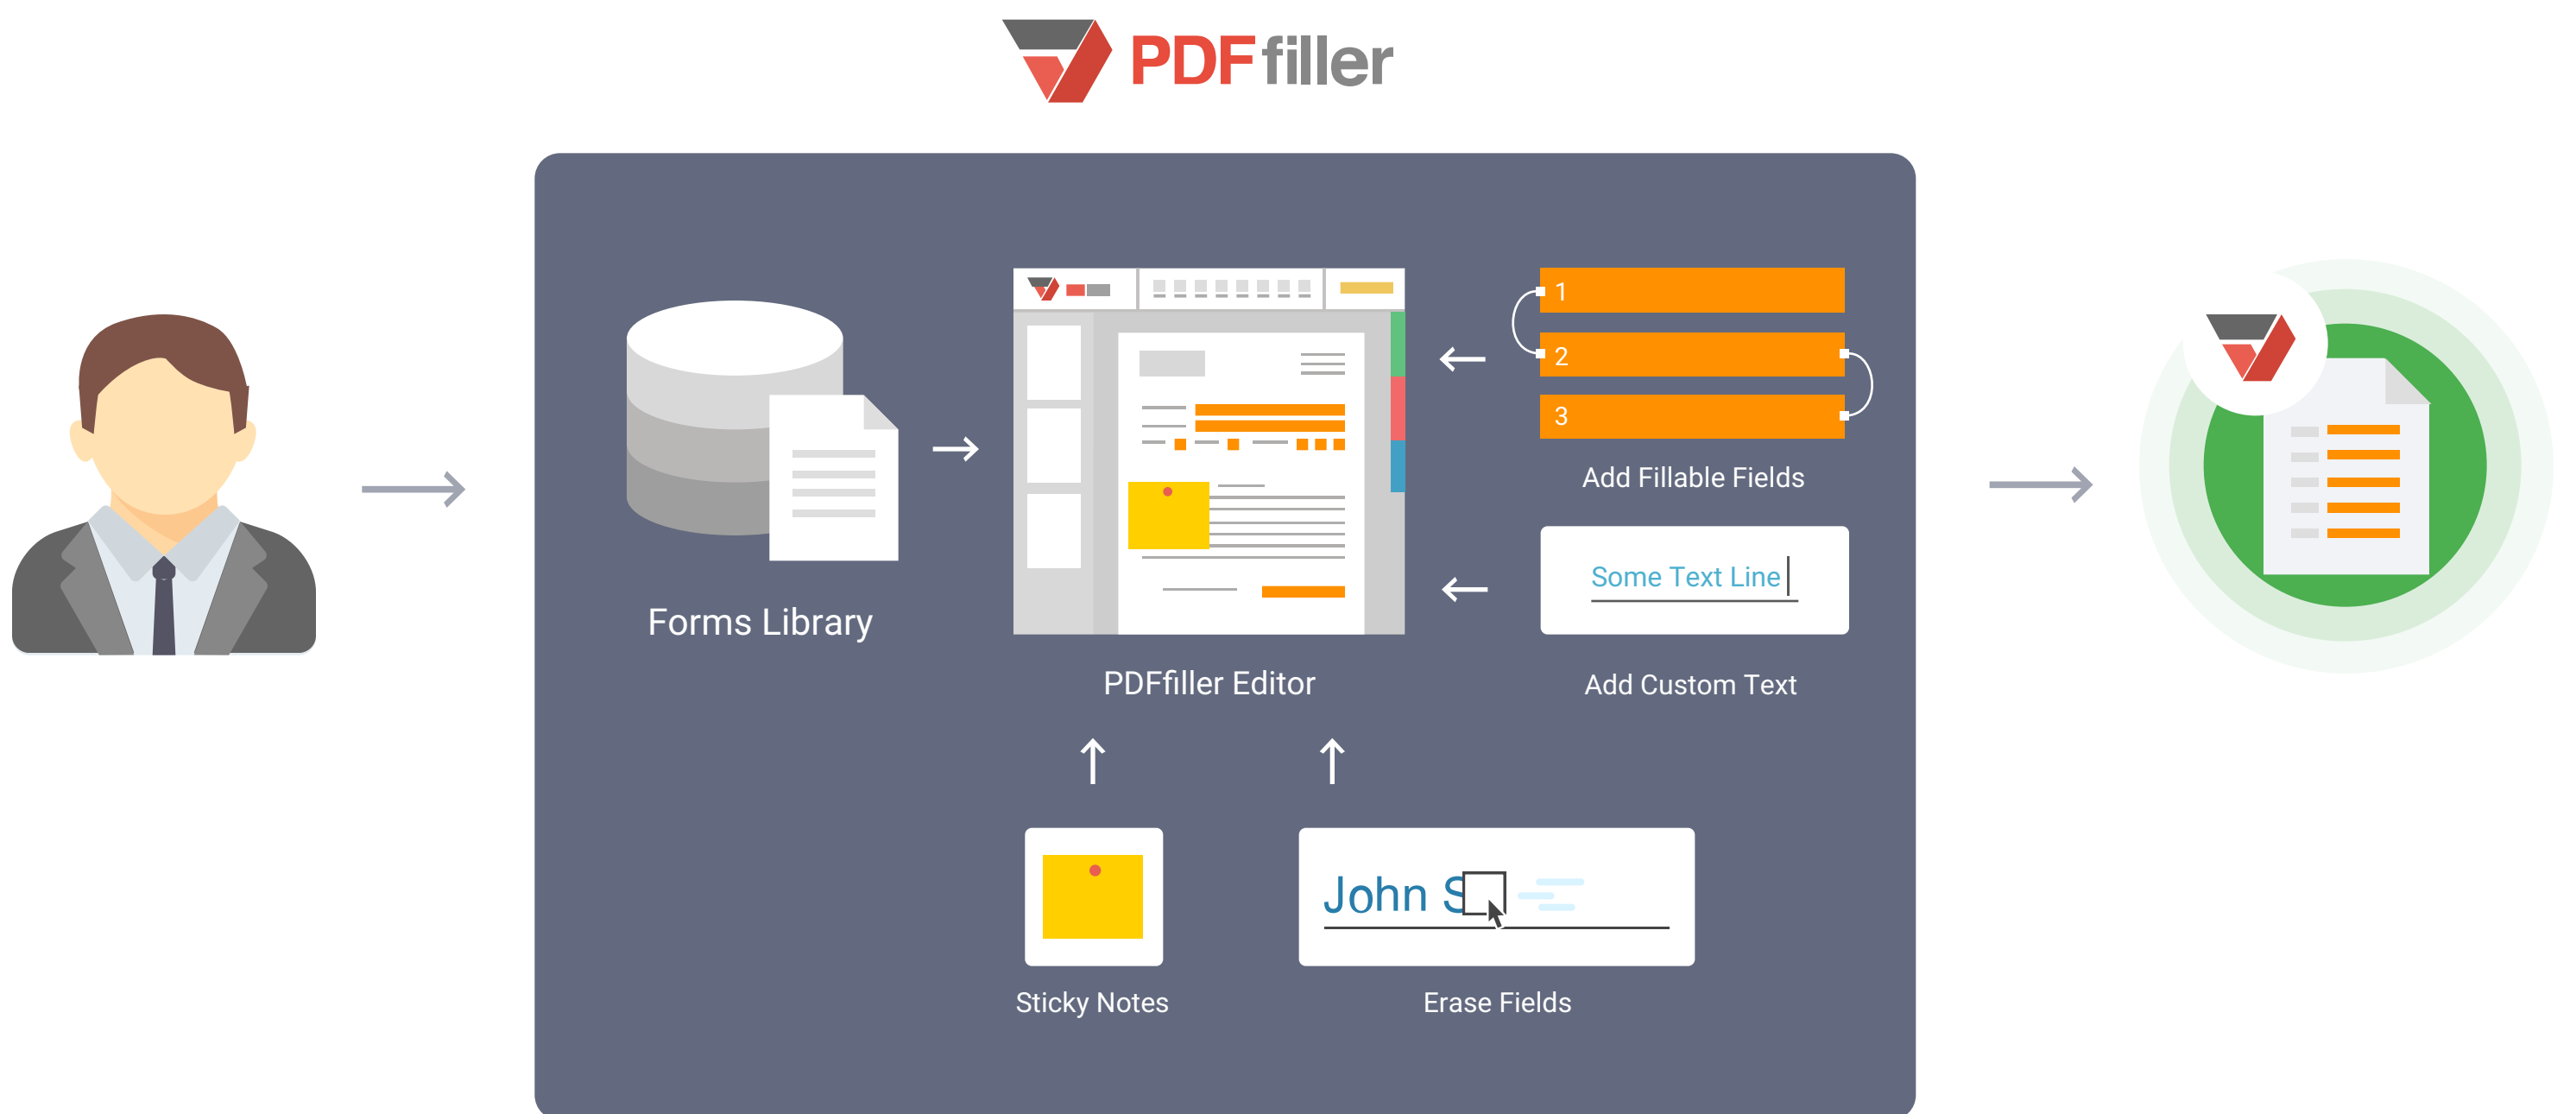 PDFfiller
1
2
3
Add Fillable Fields
Some Text Line
Forms Library
PDFfiller Editor
Add Custom Text
John S
Sticky Notes
Erase Fields